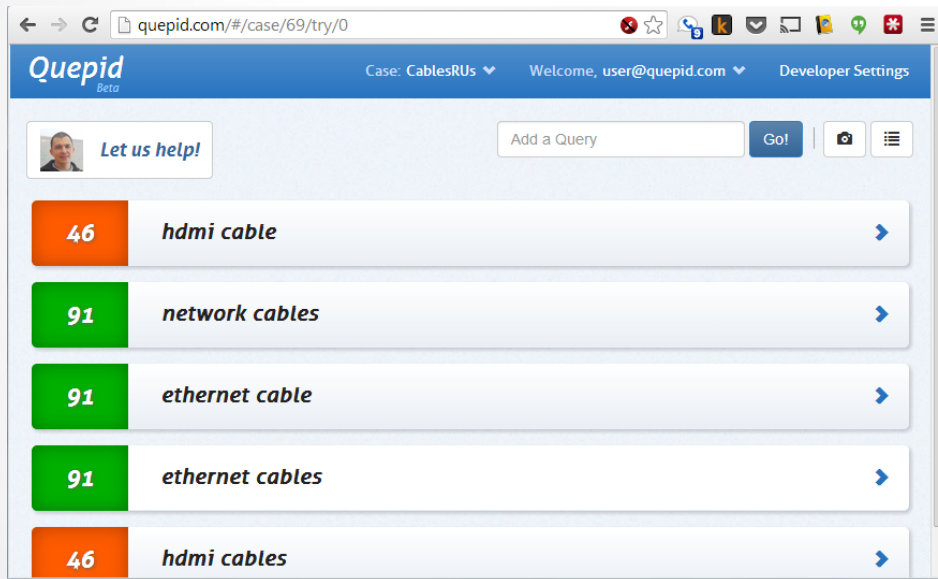 quepid.com/#/case/69/try/0
9
k
Quepid
Beta
Case: CablesRUs
Welcome, user@quepid.com
Developer Settings
Let us help!
Add a Query
Go!
46
hdmi cable
91
network cables
91
ethernet cable
91
ethernet cables
46
hdmi cables